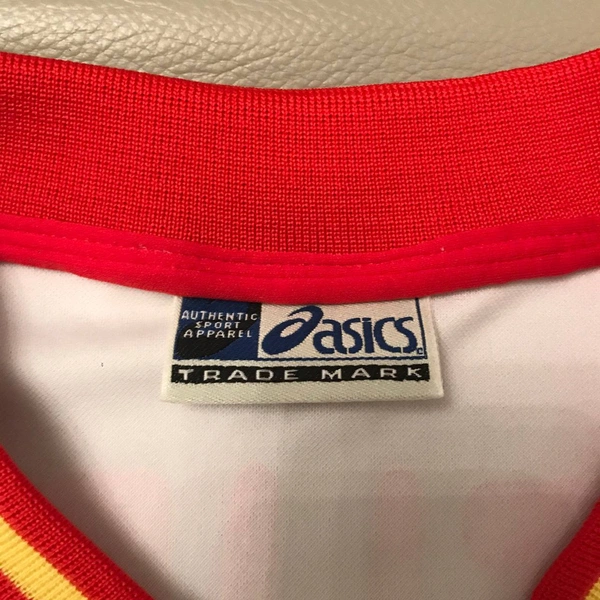 AUTHENTIC
SPORT
APPAREL
asics
TRADE MARK